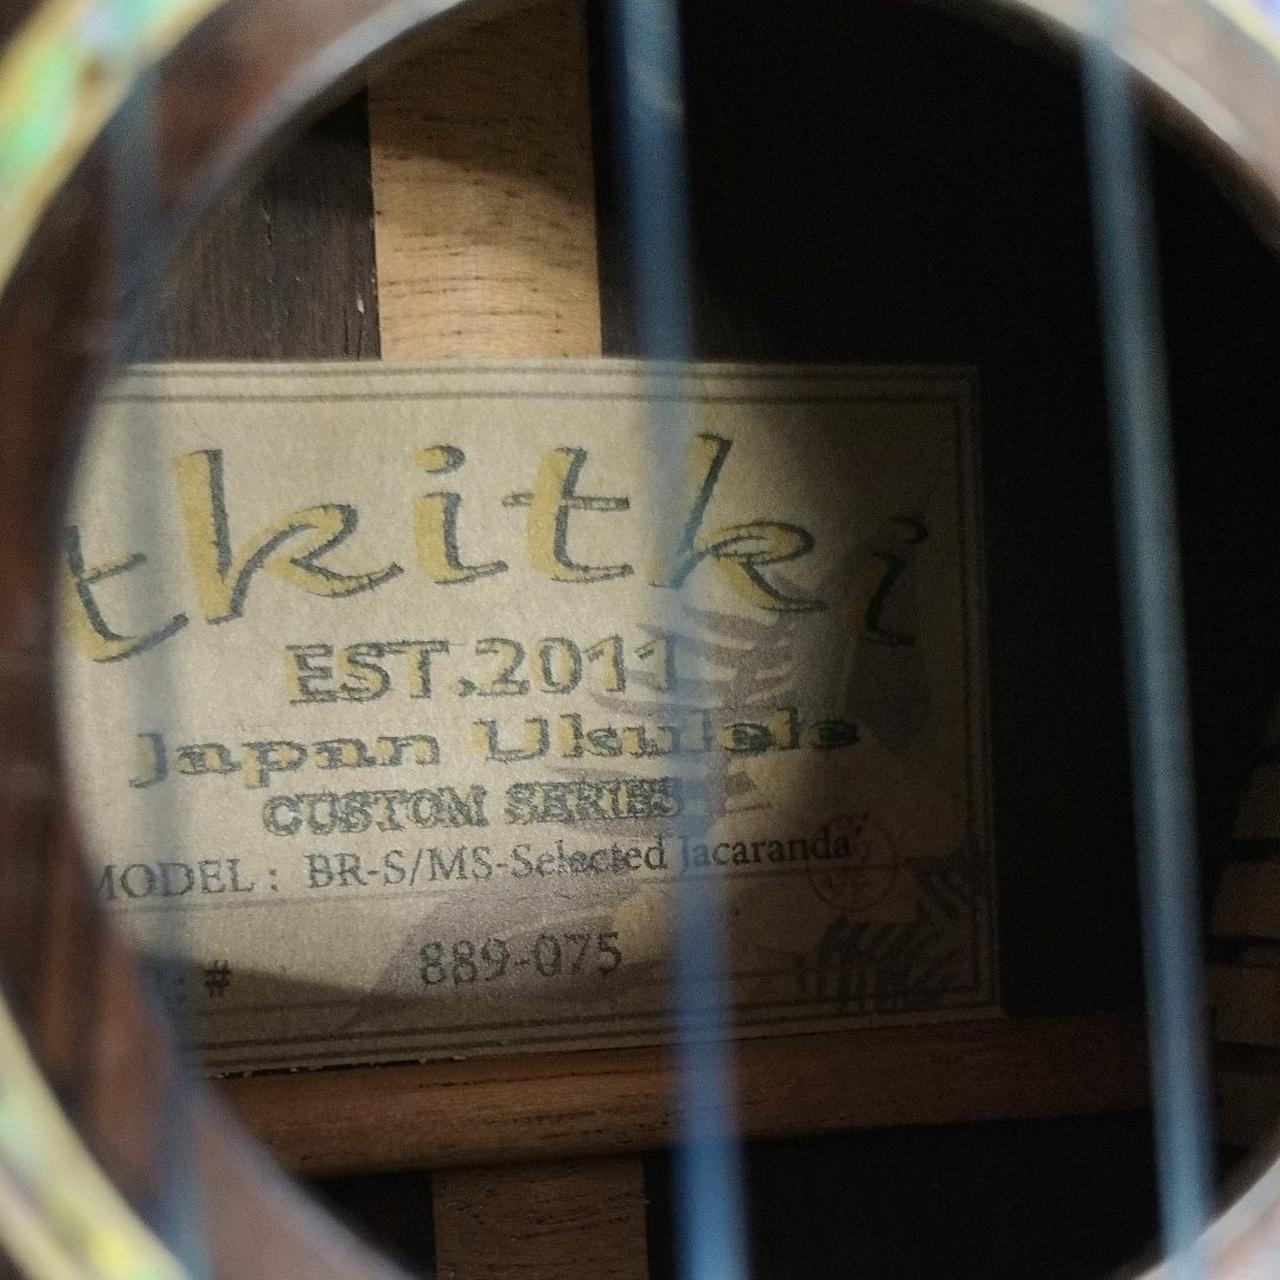 tkitki
EST.2011
Japan Ukulele
CUSTOM SERIES
MODEL : BR-S/MS-Selected Jacaranda
# 889-075